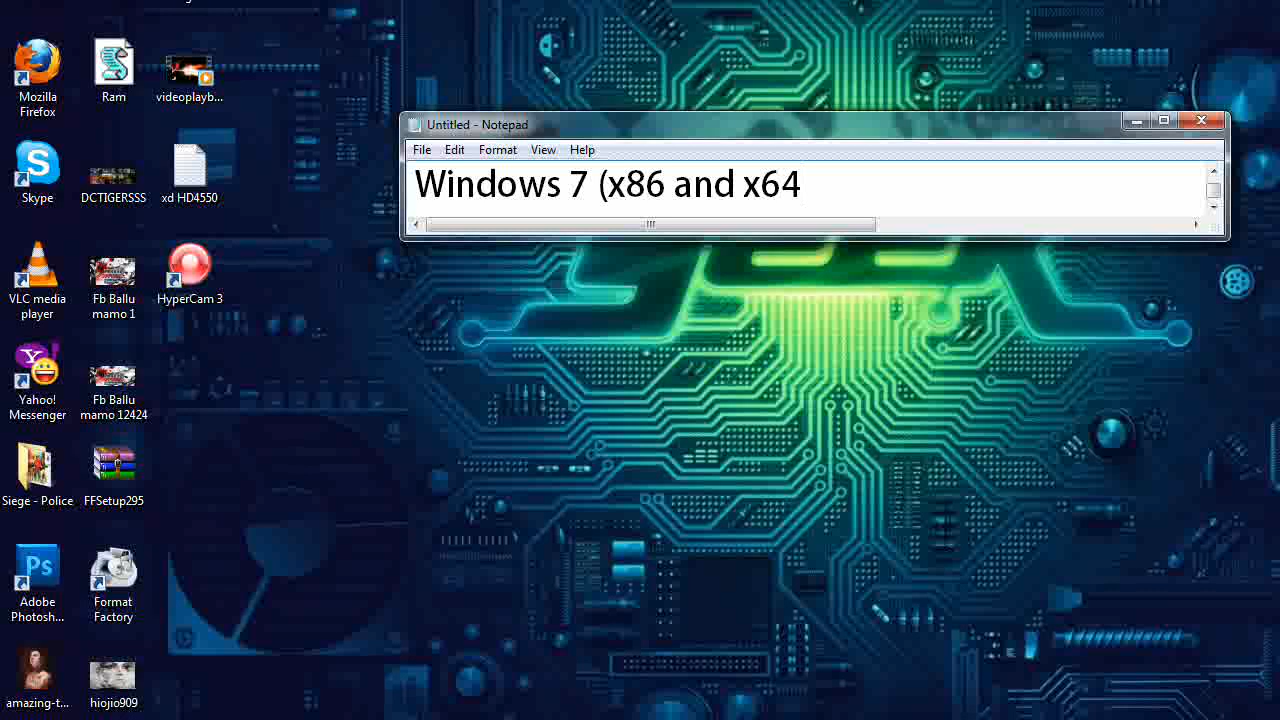 Mozilla
Firefox
Ram
videoplayb...
Skype
DCTIGERSSS
xd HD4550
VLC media
player
Fb Ballu
mamo 1
HyperCam 3
Yahoo!
Messenger
Fb Ballu
mamo 12424
Siege - Police
FFSetup295
Ps
Adobe
Photosh...
Format
Factory
amazing-t...
hiojio909
Untitled - Notepad
File Edit Format View Help
Windows 7 (x86 and x64